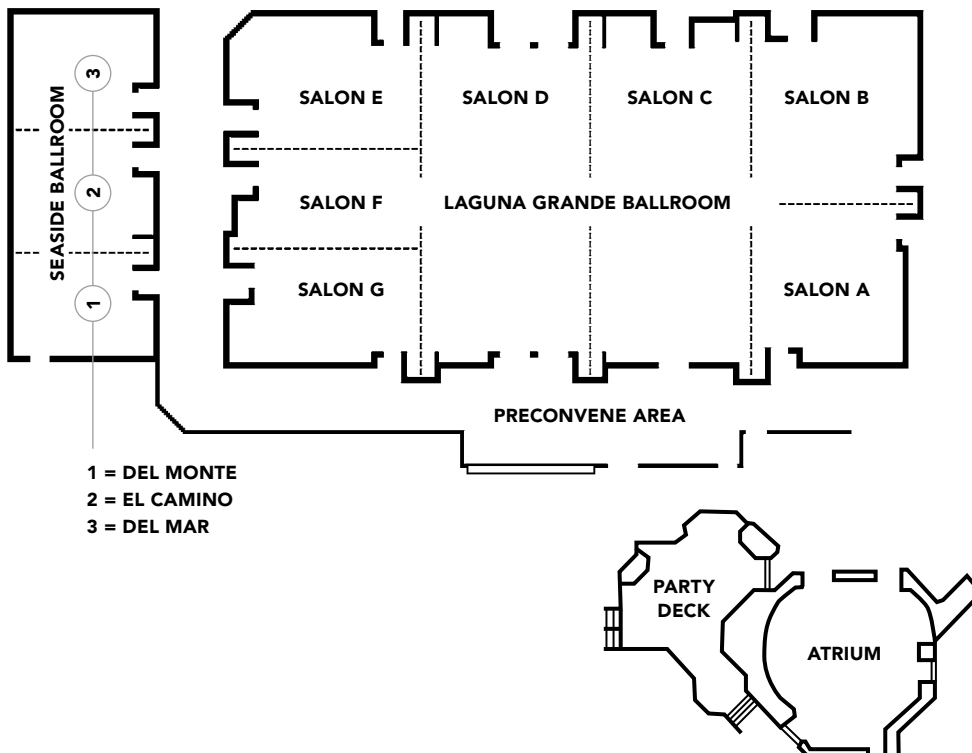 SEASIDE BALLROOM
3
2
1
SALON E
SALON D
SALON C
SALON B
SALON F
LAGUNA GRANDE BALLROOM
SALON G
SALON A
PRECONVENE AREA
1 = DEL MONTE
2 = EL CAMINO
3 = DEL MAR
PARTY
DECK
ATRIUM